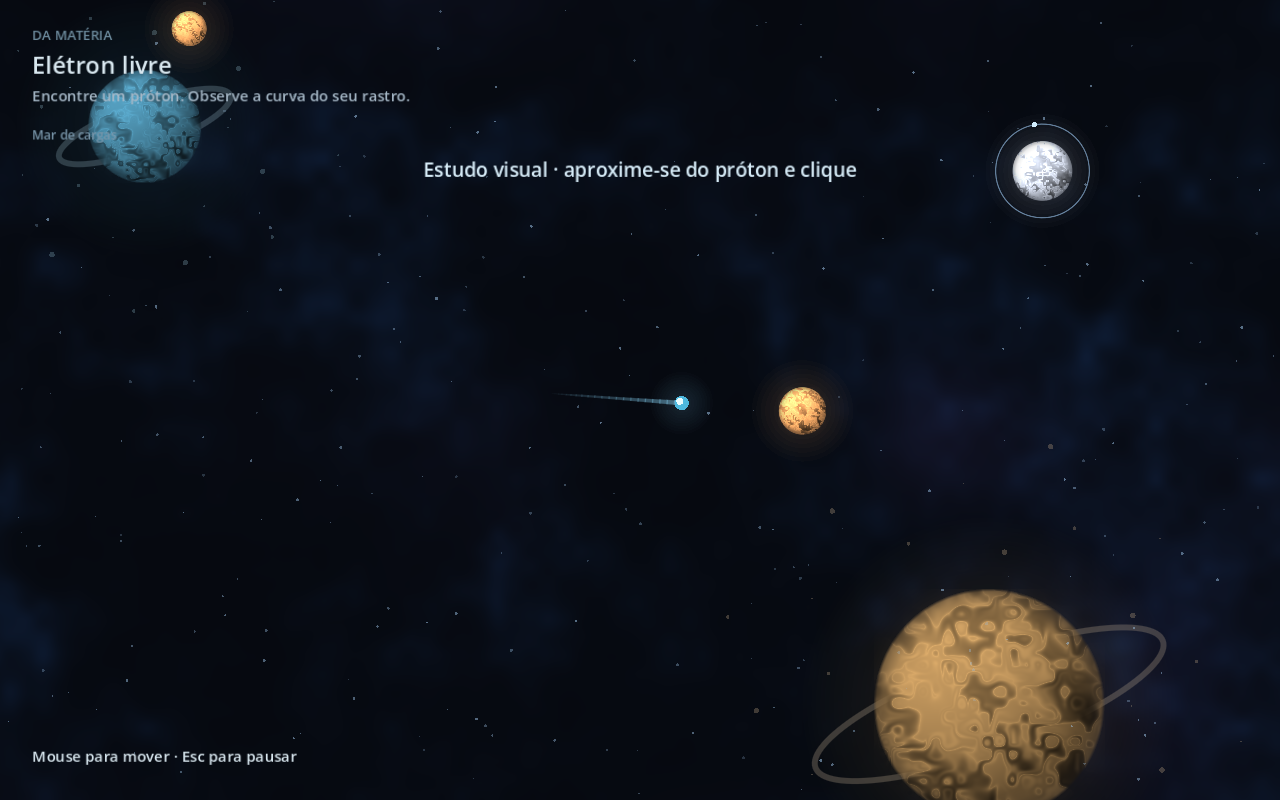 DA MATÉRIA
Elétron livre
Encontre um próton. Observe a curva do seu rastro.
Mar de cargas
Estudo visual · aproxime-se do próton e clique
Mouse para mover · Esc para pausar